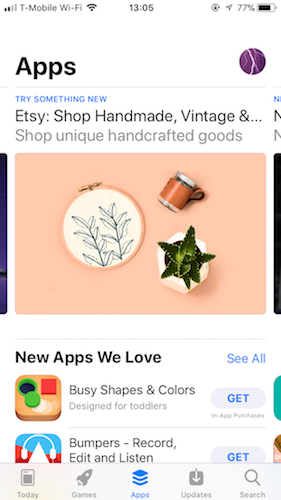 T-Mobile Wi-Fi 13:05 77%
Apps
TRY SOMETHING NEW
Etsy: Shop Handmade, Vintage &...
Shop unique handcrafted goods
New Apps We Love See All
Busy Shapes & Colors
Designed for toddlers
GET
In-App Purchases
Bumpers - Record,
Edit and Listen
GET
Today Games Apps Updates Search